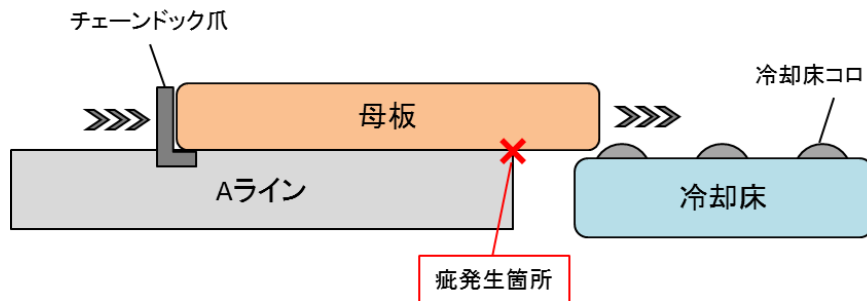 チェーンドック爪
冷却床コロ
母板
Aライン
冷却床
疵発生箇所